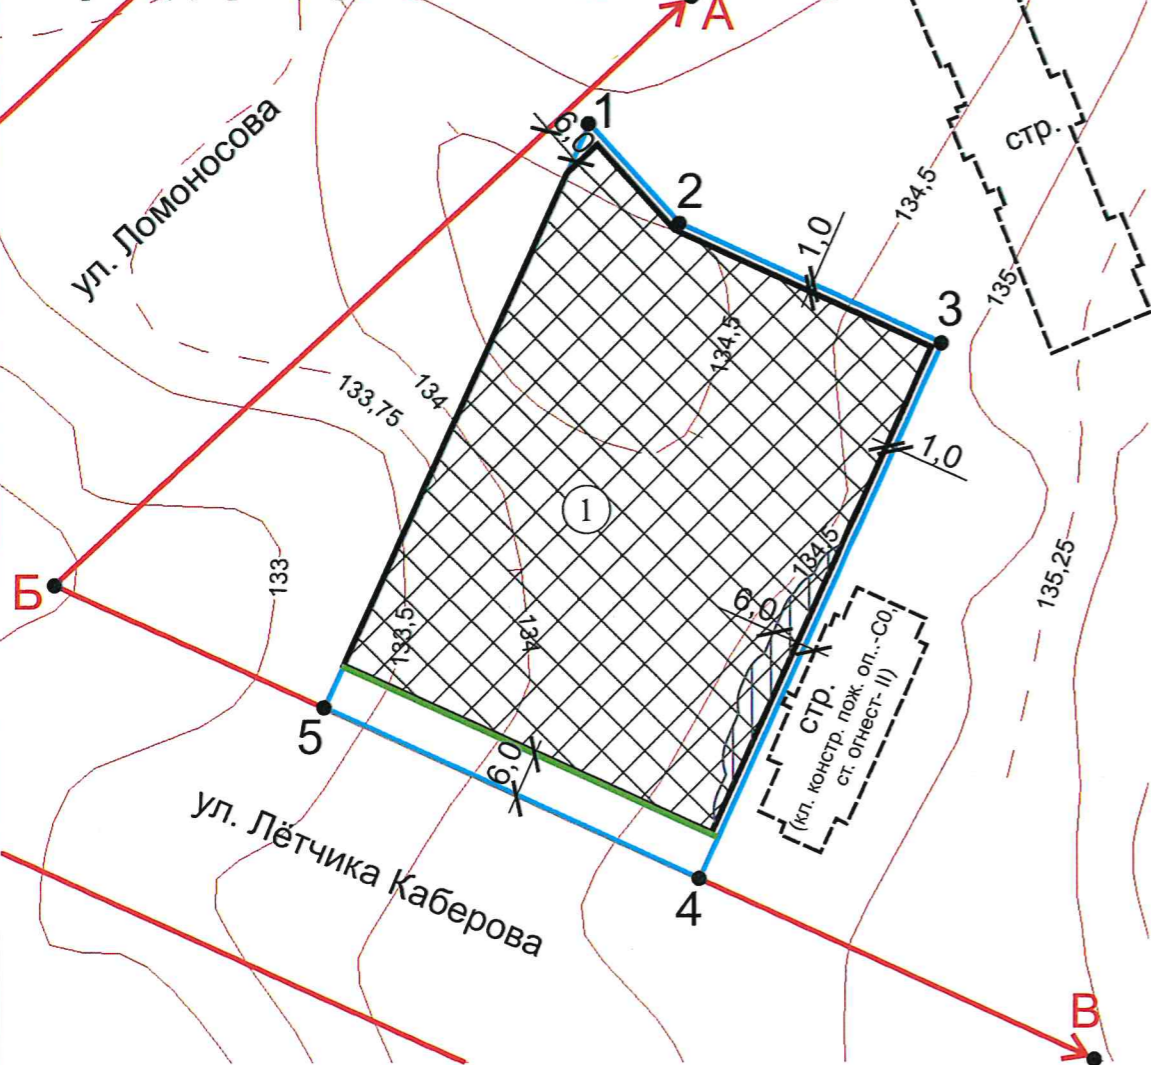 А
1
6,0
стр.
ул. Ломоносова
2
134,5
1,0
135
3
134,5
133,75
134
1,0
1
134,5
135,25
Б
133
6,0
133,5
134
стр.
(кл. констр. пож. оп..-С0,
ст. огнест- II)
5
6,0
ул. Лётчика Каберова
4
В